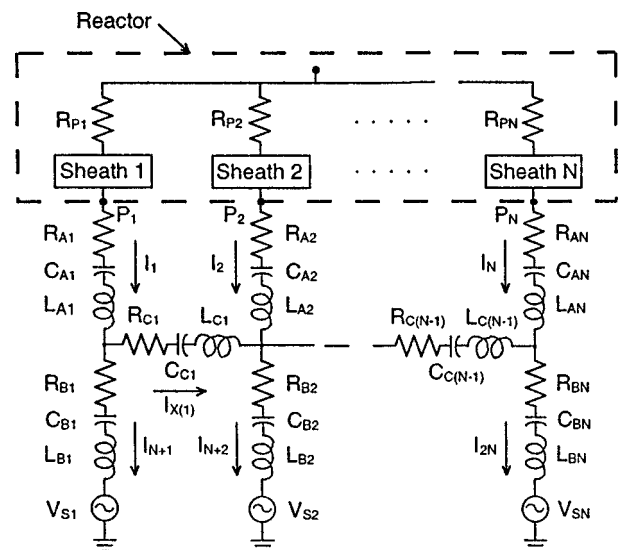 Reactor
R_P1 R_P2 . . . . . R_PN
Sheath 1 Sheath 2 . . . . . Sheath N
P_1 P_2 P_N
R_A1 R_A2 R_AN
I_1 I_2 I_N
C_A1 C_A2 C_AN
L_A1 L_A2 L_AN
R_C1 L_C1 R_C(N-1) L_C(N-1)
C_C1 C_C(N-1)
R_B1 R_B2 R_BN
I_X(1)
C_B1 C_B2 C_BN
I_N+1 I_N+2 I_2N
L_B1 L_B2 L_BN
V_S1 V_S2 V_SN